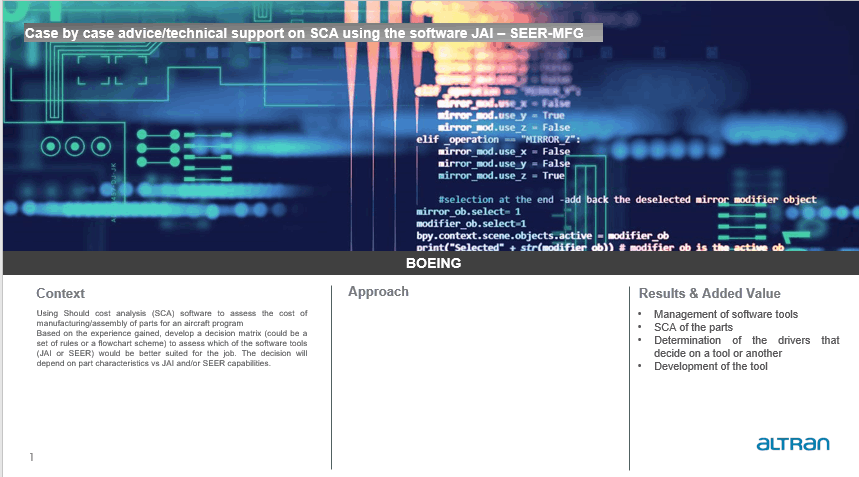 Case by case advice/technical support on SCA using the software JAI – SEER-MFG
elif _operation == "MIRROR_Y":
mirror_mod.use_x = False
mirror_mod.use_y = True
mirror_mod.use_z = False
elif _operation == "MIRROR_Z":
mirror_mod.use_x = False
mirror_mod.use_y = False
mirror_mod.use_z = True
#selection at the end -add back the deselected mirror modifier object
mirror_ob.select= 1
modifier_ob.select=1
bpy.context.scene.objects.active = modifier_ob
print("Selected" + str(modifier_ob)) # modifier ob is the active ob
BOEING
Context
Using Should cost analysis (SCA) software to assess the cost of
manufacturing/assembly of parts for an aircraft program
Based on the experience gained, develop a decision matrix (could be a
set of rules or a flowchart scheme) to assess which of the software tools
(JAI or SEER) would be better suited for the job. The decision will
depend on part characteristics vs JAI and/or SEER capabilities.
Approach
Results & Added Value
• Management of software tools
• SCA of the parts
• Determination of the drivers that
decide on a tool or another
• Development of the tool
altran
1